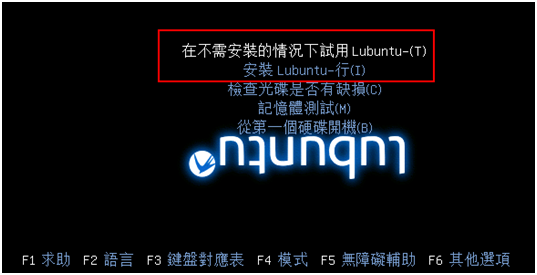 在不需安裝的情況下試用 Lubuntu-(T)
安裝 Lubuntu-行(I)
檢查光碟是否有缺損(C)
記憶體測試(M)
從第一個硬碟開機(B)
Lubuntu
F1 求助 F2 語言 F3 鍵盤對應表 F4 模式 F5 無障礙輔助 F6 其他選項